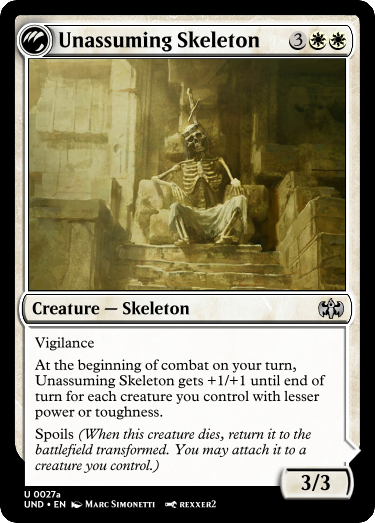 Unassuming Skeleton 3
Creature — Skeleton
Vigilance
At the beginning of combat on your turn,
Unassuming Skeleton gets +1/+1 until end of
turn for each creature you control with lesser
power or toughness.
Spoils (When this creature dies, return it to the
battlefield transformed. You may attach it to a
creature you control.)
3/3
U 0027a
UND • EN Marc Simonetti rexxer2